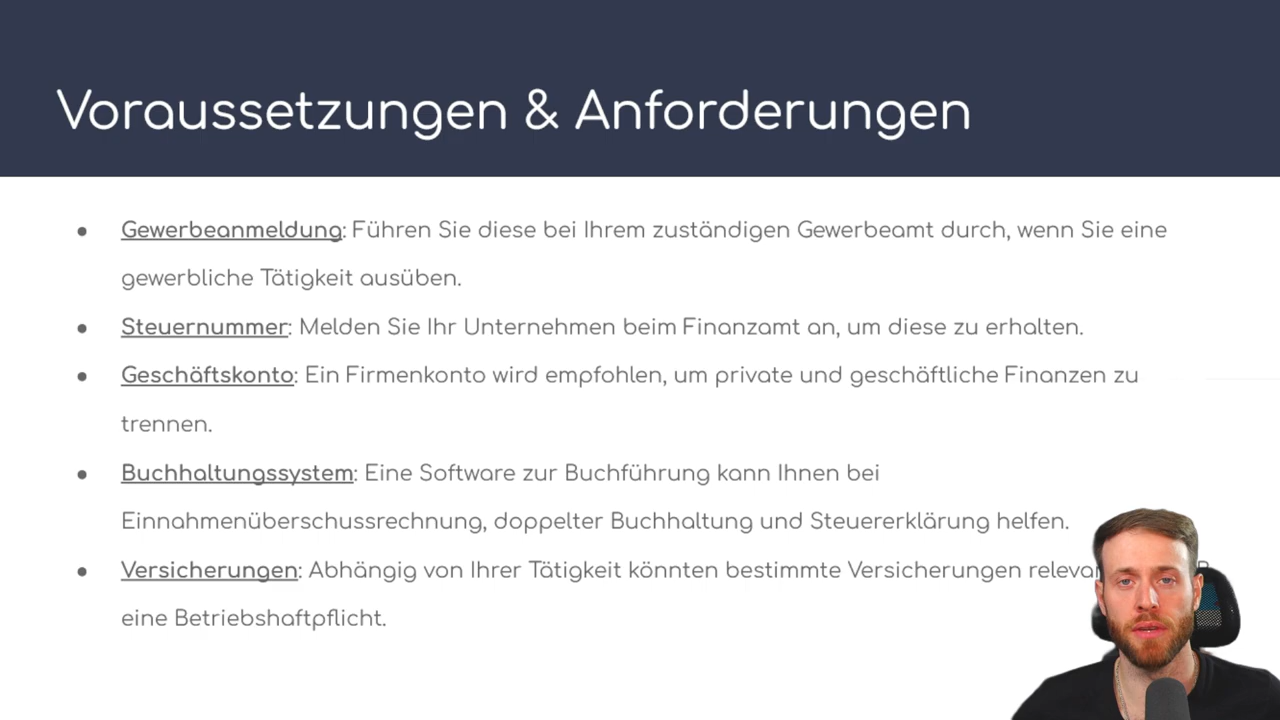 Voraussetzungen & Anforderungen
● Gewerbeanmeldung: Führen Sie diese bei Ihrem zuständigen Gewerbeamt durch, wenn Sie eine
gewerbliche Tätigkeit ausüben.
● Steuernummer: Melden Sie Ihr Unternehmen beim Finanzamt an, um diese zu erhalten.
● Geschäftskonto: Ein Firmenkonto wird empfohlen, um private und geschäftliche Finanzen zu
trennen.
● Buchhaltungssystem: Eine Software zur Buchführung kann Ihnen bei
Einnahmenüberschussrechnung, doppelter Buchhaltung und Steuererklärung helfen.
● Versicherungen: Abhängig von Ihrer Tätigkeit könnten bestimmte Versicherungen
eine Betriebshaftpflicht.